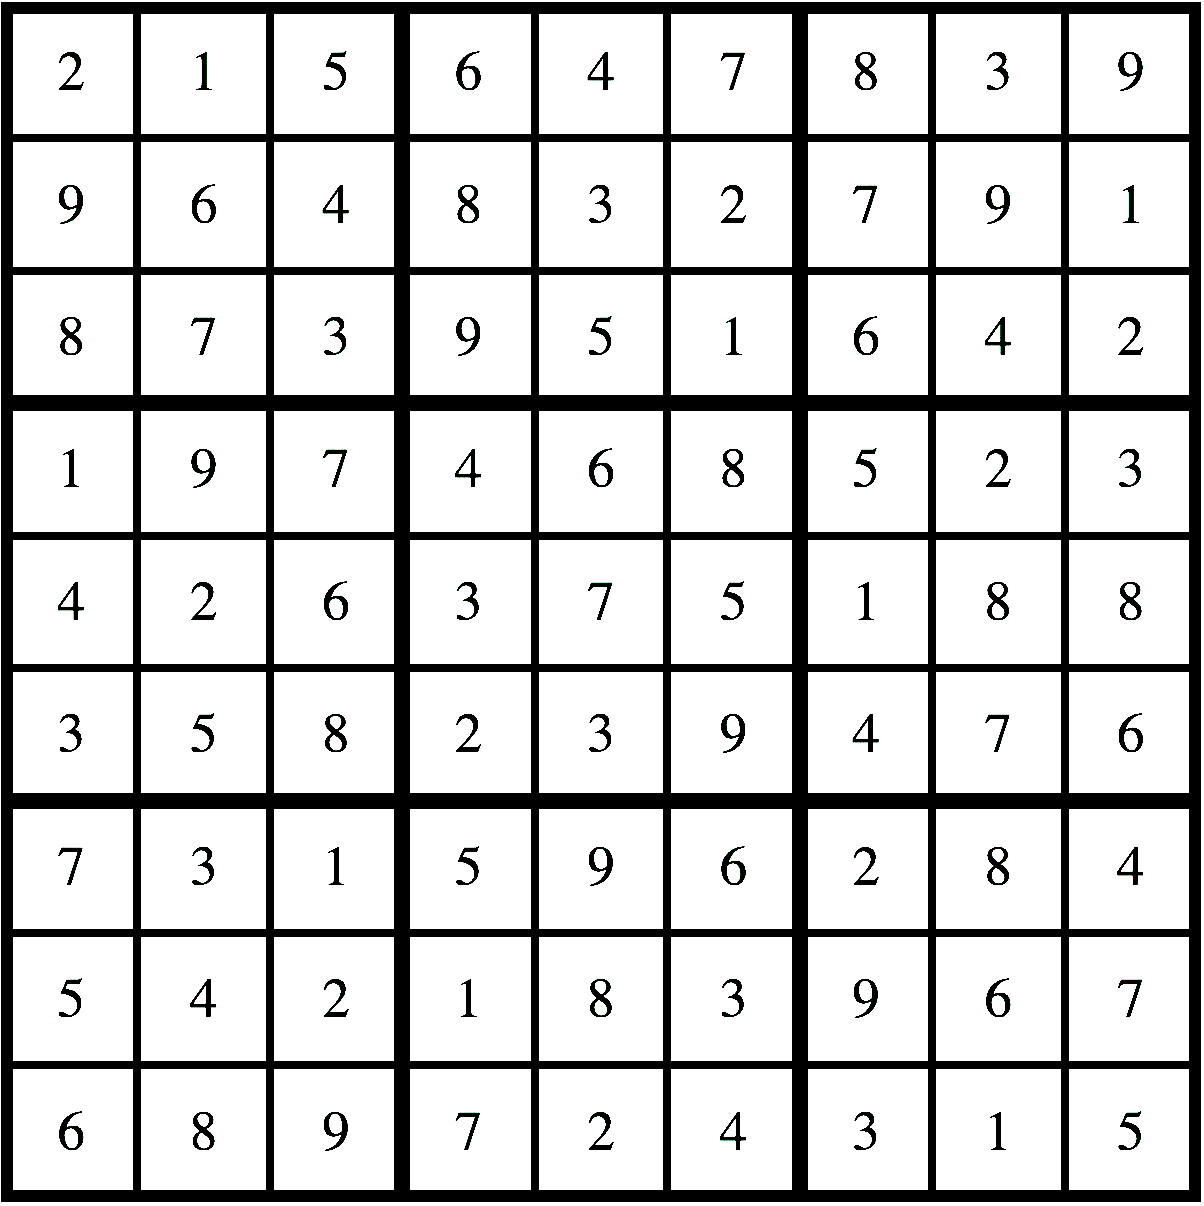 2 1 5 6 4 7 8 3 9
9 6 4 8 3 2 7 9 1
8 7 3 9 5 1 6 4 2
1 9 7 4 6 8 5 2 3
4 2 6 3 7 5 1 8 8
3 5 8 2 3 9 4 7 6
7 3 1 5 9 6 2 8 4
5 4 2 1 8 3 9 6 7
6 8 9 7 2 4 3 1 5